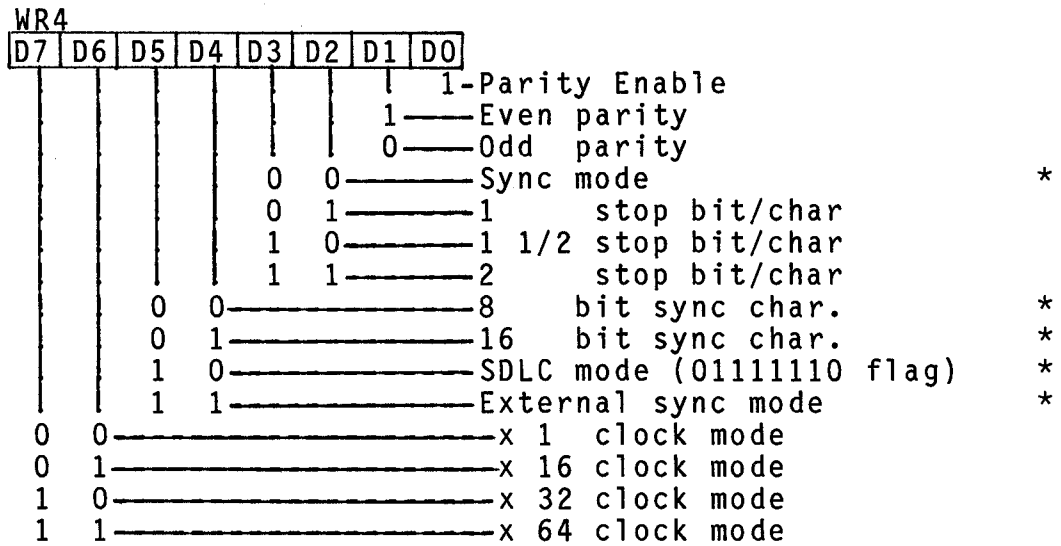 WR4
D7 D6 D5 D4 D3 D2 D1 D0
1-Parity Enable
1 Even parity
0 Odd parity
0 0 Sync mode *
0 1 1 stop bit/char
1 0 1 1/2 stop bit/char
1 1 2 stop bit/char
0 0 8 bit sync char. *
0 1 16 bit sync char. *
1 0 SDLC mode (01111110 flag) *
1 1 External sync mode *
0 0 x 1 clock mode
0 1 x 16 clock mode
1 0 x 32 clock mode
1 1 x 64 clock mode